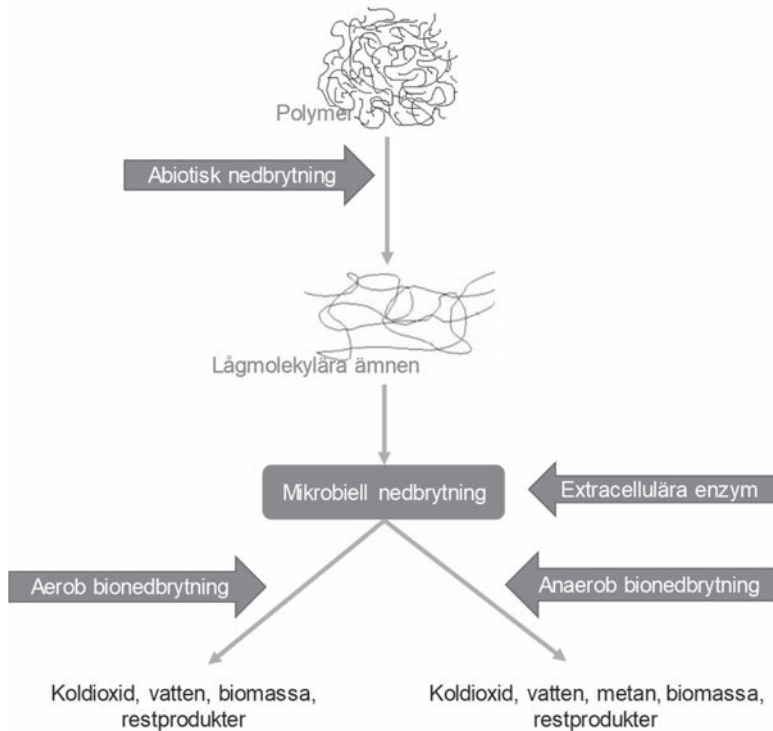 Polymer
Abiotisk nedbrytning
Lågmolekylära ämnen
Mikrobiell nedbrytning
Extracellulära enzym
Aerob bionedbrytning
Anaerob bionedbrytning
Koldioxid, vatten, biomassa,
restprodukter
Koldioxid, vatten, metan, biomassa,
restprodukter